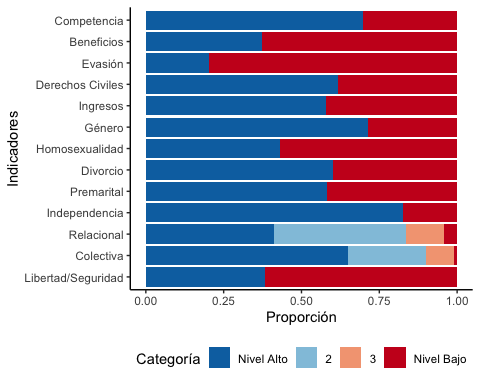 Indicadores
Competencia
Beneficios
Evasión
Derechos Civiles
Ingresos
Género
Homosexualidad
Divorcio
Premarital
Independencia
Relacional
Colectiva
Libertad/Seguridad
0.00 0.25 0.50 0.75 1.00
Proporción
Categoría Nivel Alto 2 3 Nivel Bajo